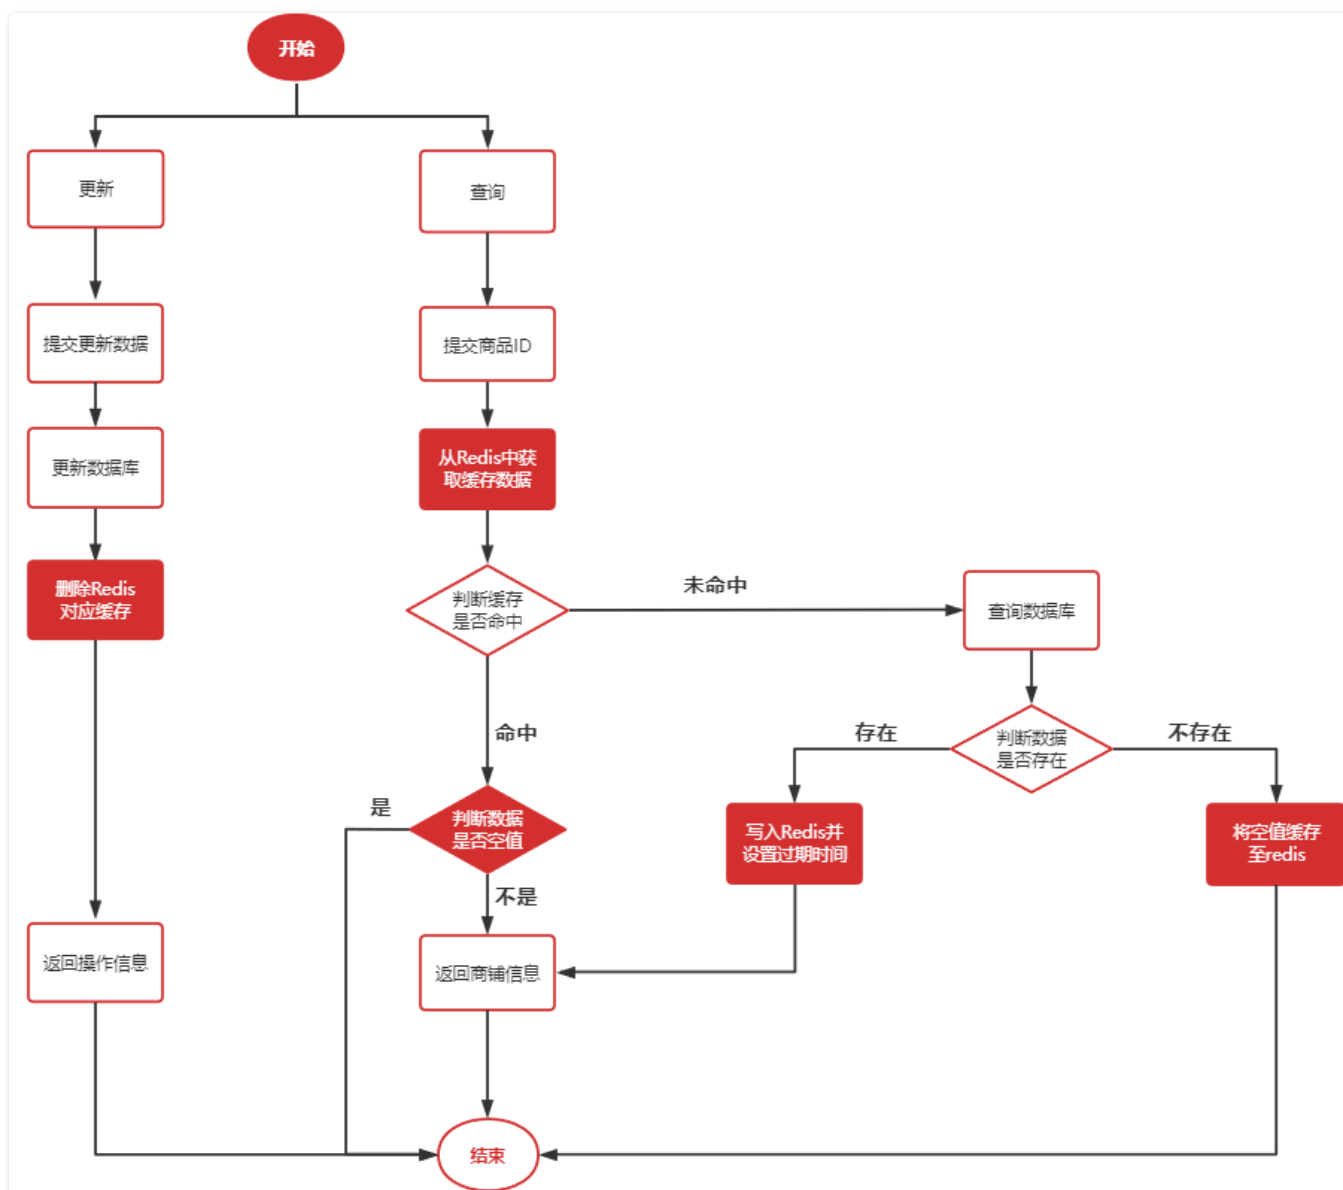 开始
更新
查询
提交更新数据
提交商品ID
更新数据库
从Redis中获
取缓存数据
删除Redis
对应缓存
判断缓存
是否命中
未命中
查询数据库
命中
存在
判断数据
是否存在
不存在
是
判断数据
是否空值
写入Redis并
设置过期时间
将空值缓存
至redis
不是
返回操作信息
返回商铺信息
结束